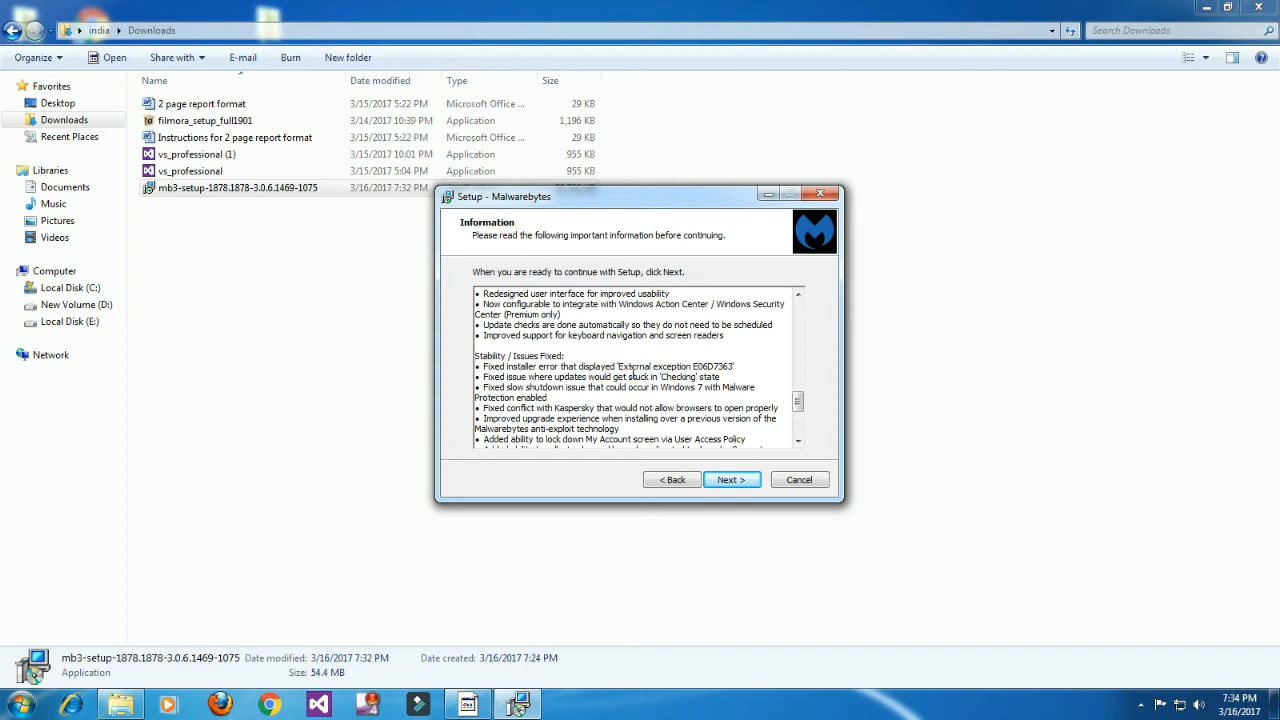 india
Downloads
Search Downloads
Organize
Open
Share with
E-mail
Burn
New folder
Name
Date modified
Type
Size
Favorites
Desktop
Downloads
Recent Places
Libraries
Documents
Music
Pictures
Videos
Computer
Local Disk (C:)
New Volume (D:)
Local Disk (E:)
Network
2 page report format 3/15/2017 5:22 PM Microsoft Office ... 29 KB
filmora_setup_full1901 3/14/2017 10:39 PM Application 1,196 KB
Instructions for 2 page report format 3/15/2017 5:22 PM Microsoft Office ... 29 KB
vs_professional (1) 3/15/2017 10:01 PM Application 955 KB
vs_professional 3/15/2017 5:04 PM Application 955 KB
mb3-setup-1878.1878-3.0.6.1469-1075 3/16/2017 7:32 PM
Setup - Malwarebytes
Information
Please read the following important information before continuing.
When you are ready to continue with Setup, click Next.
• Redesigned user interface for improved usability
• Now configurable to integrate with Windows Action Center / Windows Security
Center (Premium only)
• Update checks are done automatically so they do not need to be scheduled
• Improved support for keyboard navigation and screen readers
Stability / Issues Fixed:
• Fixed installer error that displayed 'External exception E06D7363'
• Fixed issue where updates would get stuck in 'Checking' state
• Fixed slow shutdown issue that could occur in Windows 7 with Malware
Protection enabled
• Fixed conflict with Kaspersky that would not allow browsers to open properly
• Improved upgrade experience when installing over a previous version of the
Malwarebytes anti-exploit technology
• Added ability to lock down My Account screen via User Access Policy
< Back
Next >
Cancel
mb3-setup-1878.1878-3.0.6.1469-1075 Date modified: 3/16/2017 7:32 PM Date created: 3/16/2017 7:24 PM
Application Size: 54.4 MB
7:34 PM
3/16/2017